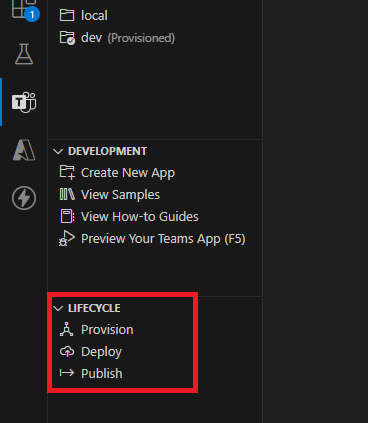 1
local
dev (Provisioned)
DEVELOPMENT
Create New App
View Samples
View How-to Guides
Preview Your Teams App (F5)
LIFECYCLE
Provision
Deploy
Publish